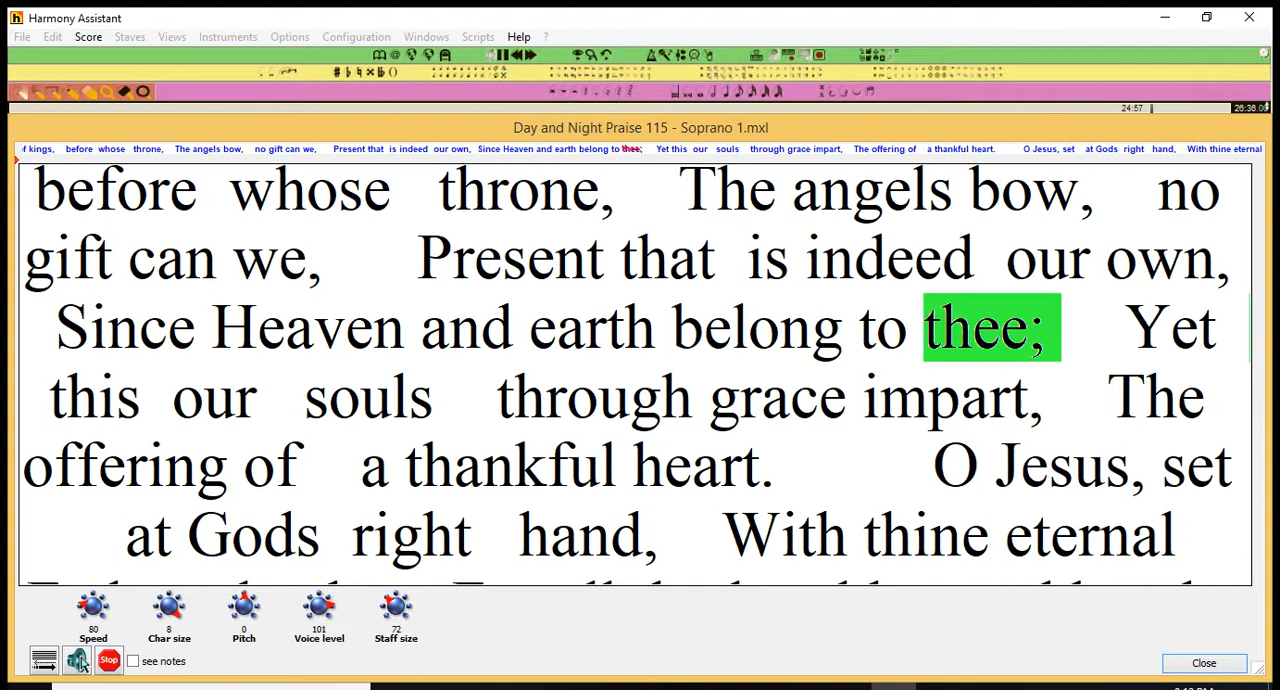 Harmony Assistant
File Edit Score Staves Views Instruments Options Configuration Windows Scripts Help ?
24:57 26:36.00
Day and Night Praise 115 - Soprano 1.mxl
f kings, before whose throne, The angels bow, no gift can we, Present that is indeed our own, Since Heaven and earth belong to thee; Yet this our souls through grace impart, The offering of a thankful heart. O Jesus, set at Gods right hand, With thine eternal
before whose throne, The angels bow, no
gift can we, Present that is indeed our own,
Since Heaven and earth belong to thee; Yet
this our souls through grace impart, The
offering of a thankful heart. O Jesus, set
at Gods right hand, With thine eternal
80 8 0 101 72
Speed Char size Pitch Voice level Staff size
Stop see notes Close